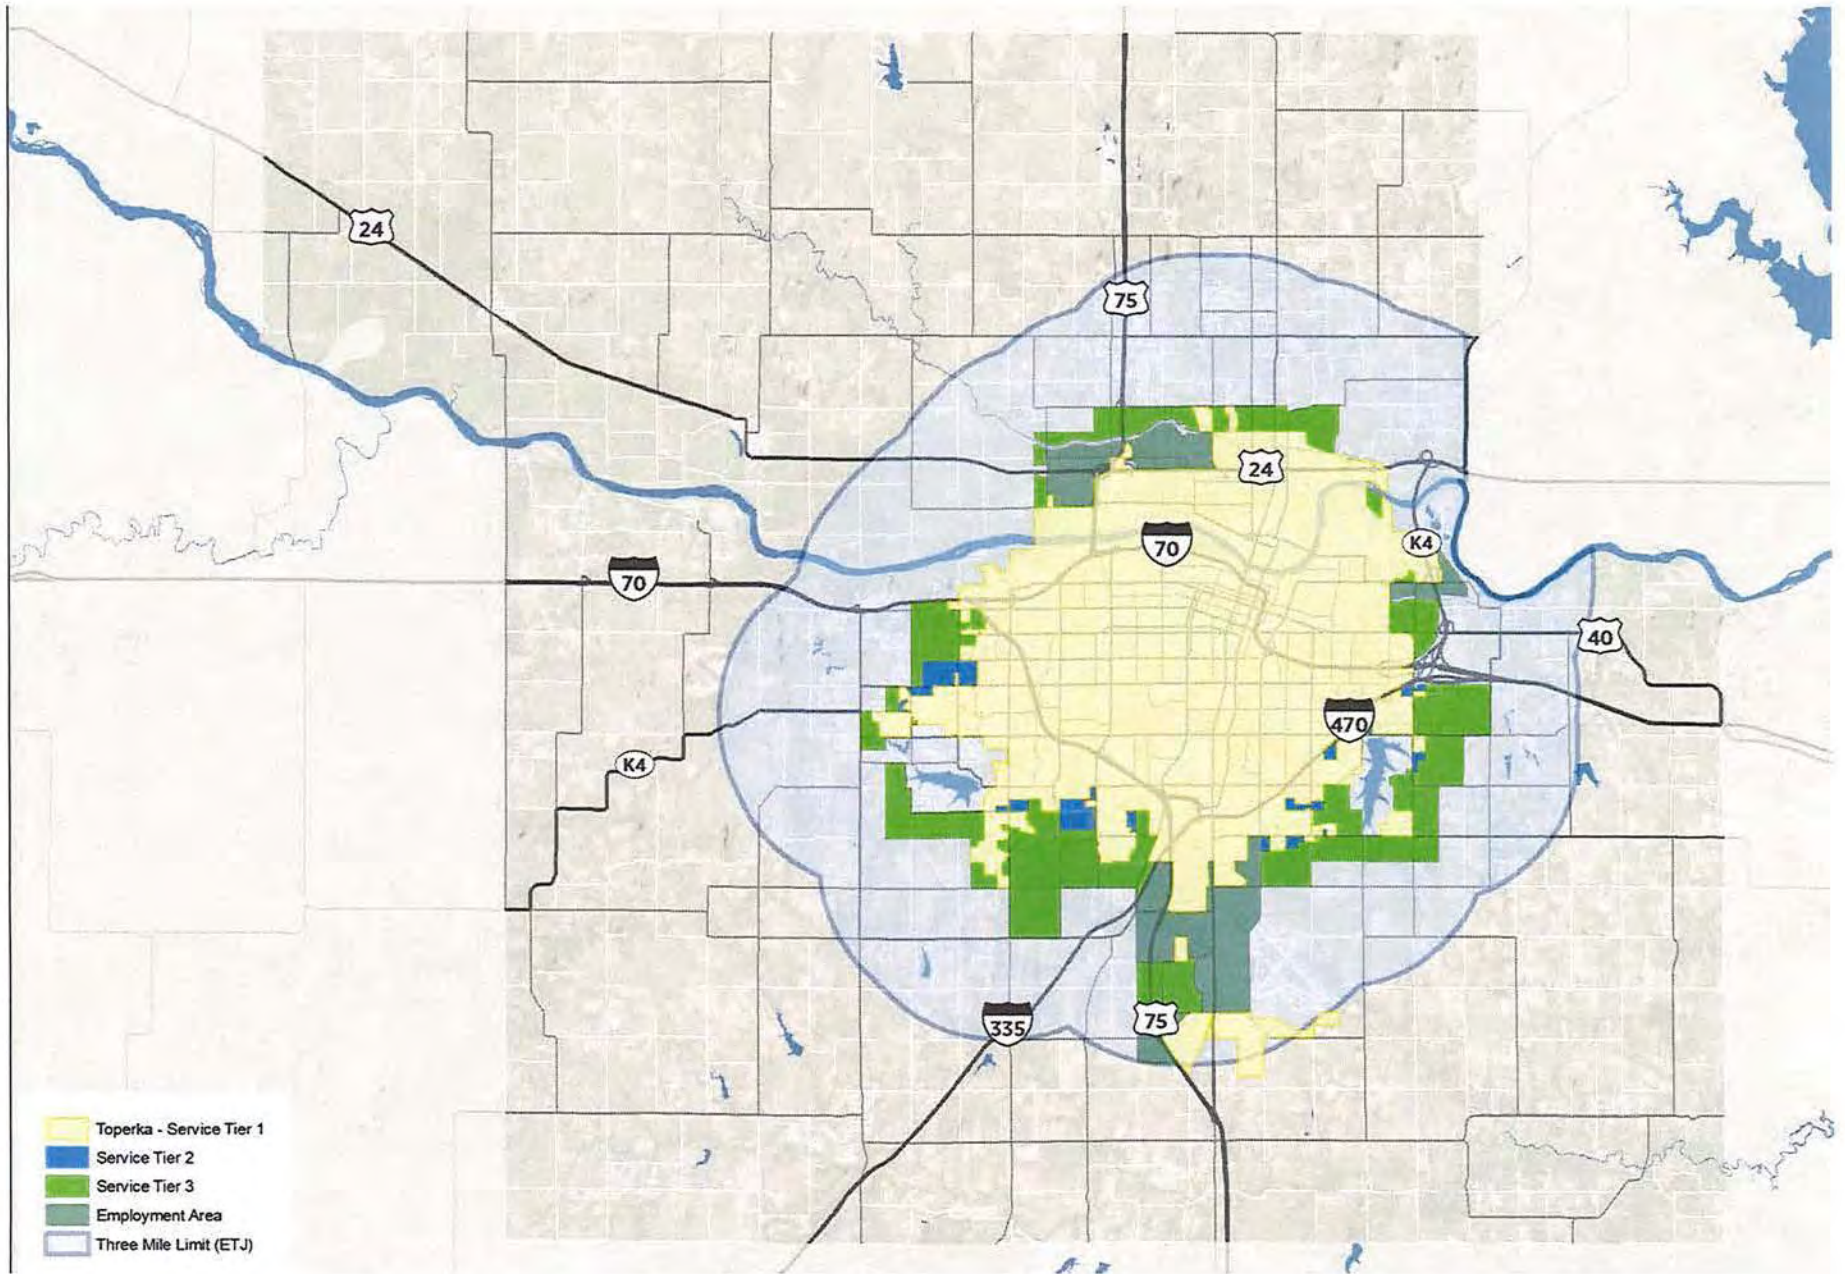 24
75
24
70
K4
70
40
470
K4
335
75
Toperka - Service Tier 1
Service Tier 2
Service Tier 3
Employment Area
Three Mile Limit (ETJ)